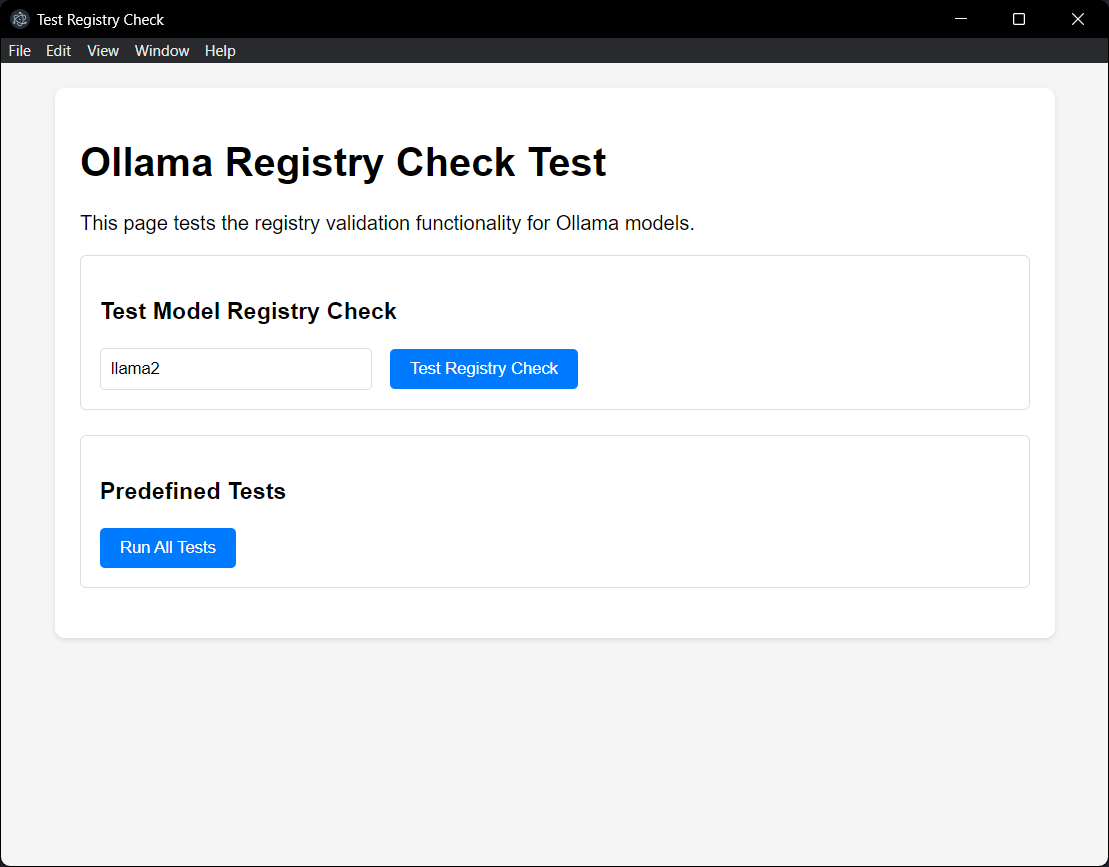 Test Registry Check
File Edit View Window Help
Ollama Registry Check Test
This page tests the registry validation functionality for Ollama models.
Test Model Registry Check
llama2 Test Registry Check
Predefined Tests
Run All Tests